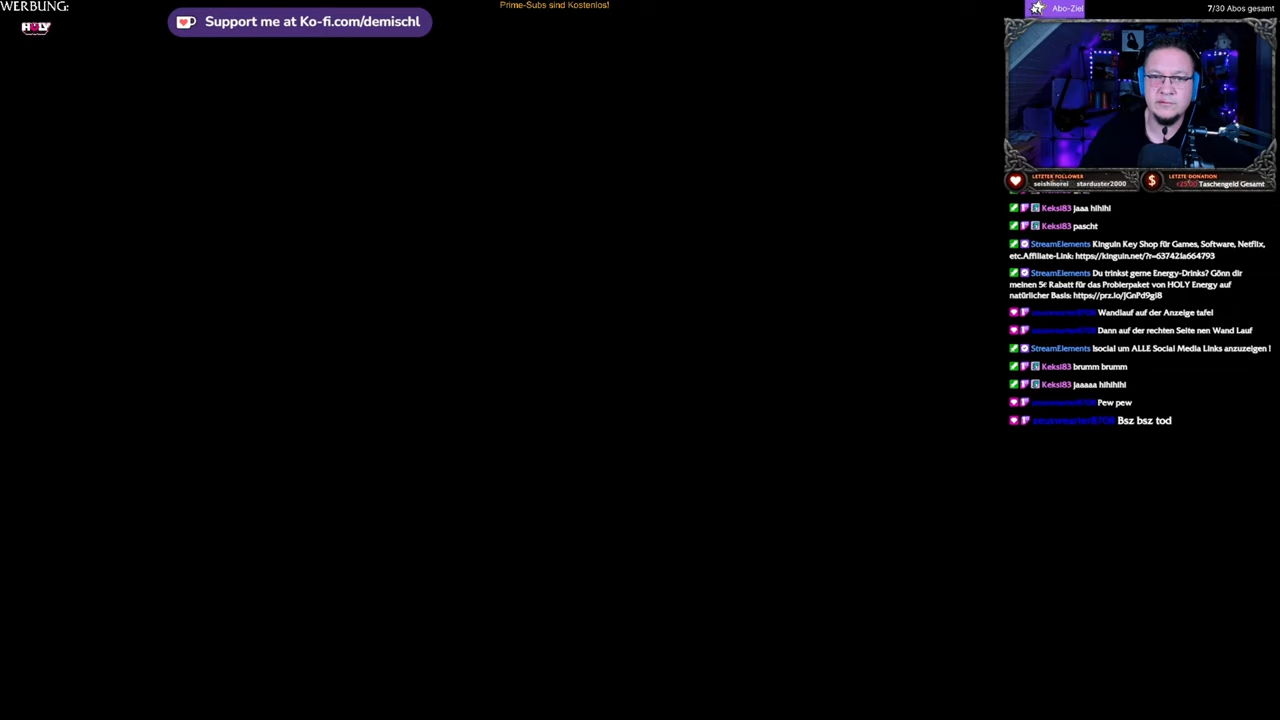 WERBUNG:
HOLY
Support me at Ko-fi.com/demischl
Prime-Subs sind Kostenlos!
Abo-Ziel
7/30 Abos gesamt
LETZTER FOLLOWER
seishinorei starduster2000
LETZTE DONATION
Taschengeld Gesamt
Keksi83 jaaa hihihi
Keksi83 pascht
StreamElements Kinguin Key Shop für Games, Software, Netflix,
etc.Affiliate-Link: https://kinguin.net/?r=637421a664793
StreamElements Du trinkst gerne Energy-Drinks? Gönn dir
meinen 5€ Rabatt für das Probierpaket von HOLY Energy auf
natürlicher Basis: https://prz.io/JGnPd9gi8
Wandlauf auf der Anzeige tafel
Dann auf der rechten Seite nen Wand Lauf
StreamElements !social um ALLE Social Media Links anzuzeigen !
Keksi83 brumm brumm
Keksi83 jaaaaa hihihihi
Pew pew
Bsz bsz tod